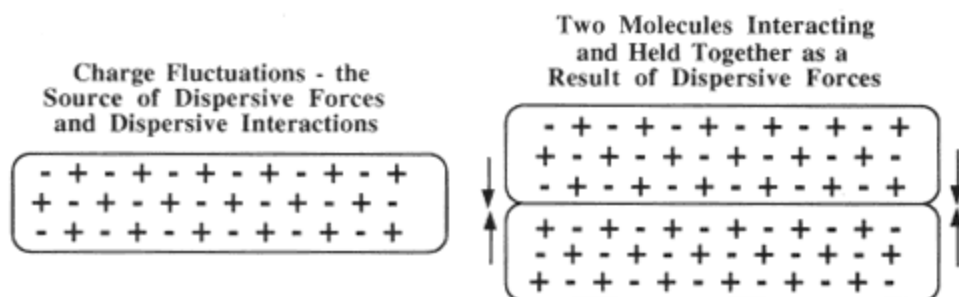 Charge Fluctuations - the
Source of Dispersive Forces
and Dispersive Interactions
- + - + - + - + - + - +
+ - + - + - + - + - + -
- + - + - + - + - + - +
Two Molecules Interacting
and Held Together as a
Result of Dispersive Forces
- + - + - + - + - + - +
+ - + - + - + - + - + -
- + - + - + - + - + - +
+ - + - + - + - + - + -
- + - + - + - + - + - +
+ - + - + - + - + - + -